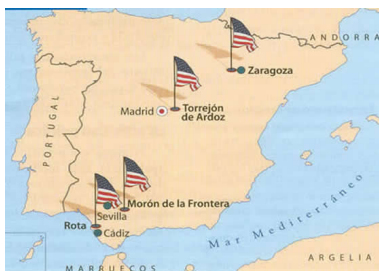 ANDORRA
Zaragoza
Madrid
Torrejón
de Ardoz
PORTUGAL
Morón de la Frontera
Sevilla
Rota
Cádiz
Mar Mediterráneo
ARGELIA
MARRUECOS